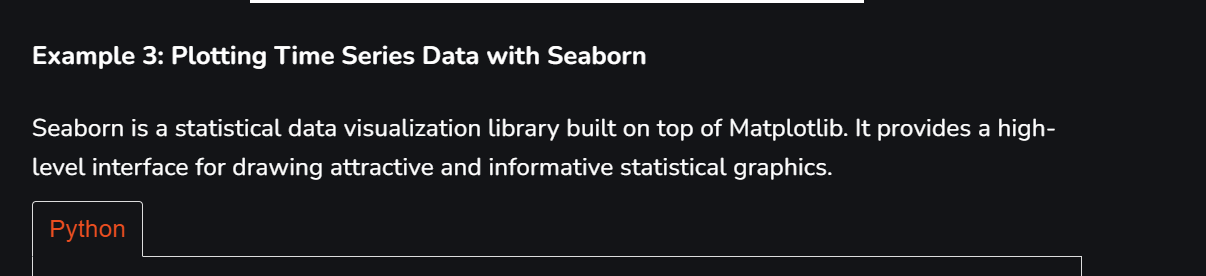 Example 3: Plotting Time Series Data with Seaborn
Seaborn is a statistical data visualization library built on top of Matplotlib. It provides a high-
level interface for drawing attractive and informative statistical graphics.
Python